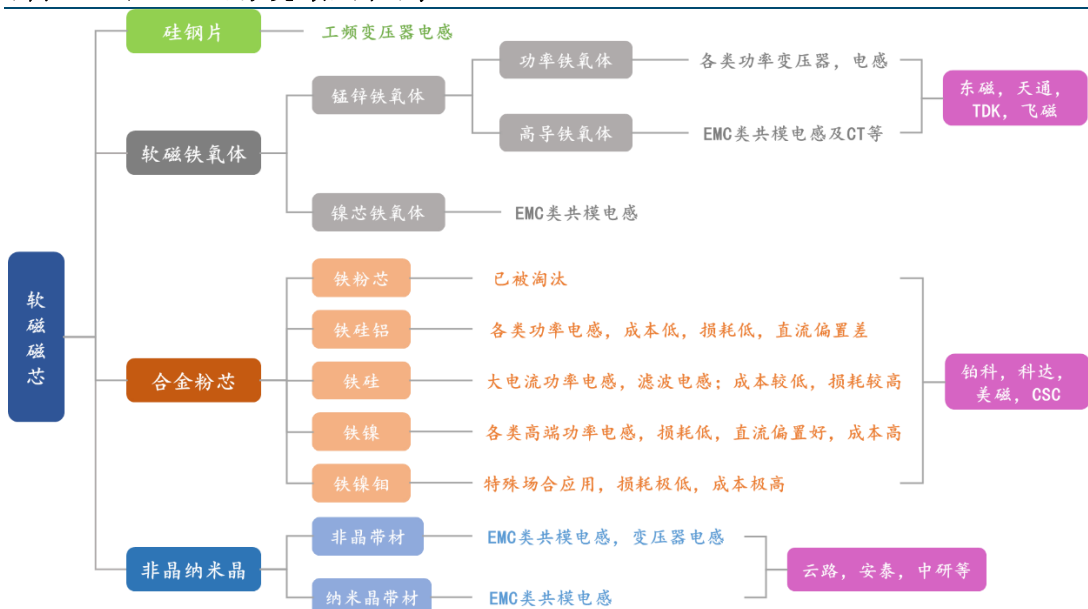 硅钢片
工频变压器电感
功率铁氧体
各类功率变压器，电感
锰锌铁氧体
东磁，天通，
TDK，飞磁
高导铁氧体
EMC类共模电感及CT等
软磁铁氧体
镍芯铁氧体
EMC类共模电感
软
磁
磁
芯
铁粉芯
已被淘汰
铁硅铝
各类功率电感，成本低，损耗低，直流偏置差
合金粉芯
铁硅
大电流功率电感，滤波电感；成本较低，损耗较高
铂科，科达，
美磁，CSC
铁镍
各类高端功率电感，损耗低，直流偏置好，成本高
铁镍钼
特殊场合应用，损耗极低，成本极高
非晶带材
EMC类共模电感，变压器电感
非晶纳米晶
云路，安泰，中研等
纳米晶带材
EMC类共模电感